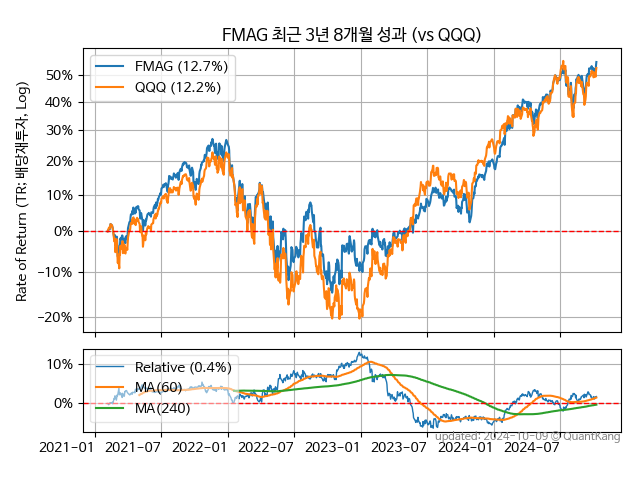 FMAG 최근 3년 8개월 성과 (vs QQQ)
Rate of Return (TR: 배당재투자, Log)
50%
40%
30%
20%
10%
0%
−10%
−20%
FMAG (12.7%)
QQQ (12.2%)
10%
0%
Relative (0.4%)
MA(60)
MA(240)
2021−01
2021−07
2022−01
2022−07
2023−01
2023−07
2024−01
2024−07
updated: 2024-10-09 © QuantKang